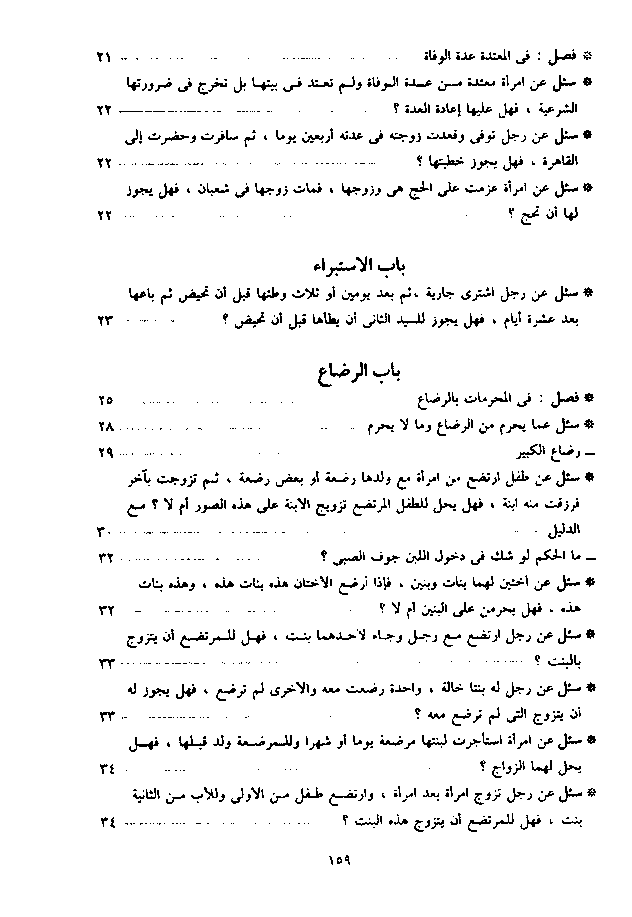 * فصل : فى المعتدة عدة الوفاة ٢١
* سئل عن امرأة معتدة من عدة الوفاة ولم تعتد فى بيتها بل تخرج فى ضرورتها
الشرعية ، فهل عليها إعادة العدة ؟ ٢٢
* سئل عن رجل توفى وقعدت زوجته فى عدته أربعين يوما ، ثم سافرت وحضرت إلى
القاهرة ، فهل يجوز خطبتها ؟ ٢٢
* سئل عن امرأة عزمت على الحج هى وزوجها ، فمات زوجها فى شعبان ، فهل يجوز
لها أن تحج ؟ ٢٢
باب الاستبراء
* سئل عن رجل اشترى جارية ، ثم بعد يومين أو ثلاث وطئها قبل أن تحيض ثم باعها
بعد عشرة أيام ، فهل يجوز للسيد الثانى أن يطأها قبل أن تحيض ؟ ٢٣
باب الرضاع
* فصل : فى المحرمات بالرضاع ٢٥
* سئل عما يحرم من الرضاع وما لا يحرم ٢٨
ــ رضاع الكبير ٢٩
* سئل عن طفل ارتضع من امرأة مع ولدها رضعة أو بعض رضعة ، ثم تزوجت بآخر
فرزقت منه ابنة ، فهل يحل للطفل المرتضع تزويج الابنة على هذه الصور أم لا ؟ مع
الدليل ٣٠
ــ ما الحكم لو شك فى دخول اللبن جوف الصبى ؟ ٣٢
* سئل عن أختين لهما بنات وبنين ، فإذا أرضع الأختان هذه بنات هذه ، وهذه بنات
هذه ، فهل يحرمن على البنين أم لا ؟ ٣٢
* سئل عن رجل ارتضع مع رجل وجاء لأحدهما بنت ، فهل للمرتضع أن يتزوج
بالبنت ؟ ٣٣
* سئل عن رجل له بنتا خالة ، واحدة رضعت معه والأخرى لم ترضع ، فهل يجوز له
أن يتزوج التى لم ترضع معه ؟ ٣٣
* سئل عن امرأة استأجرت لبنتها مرضعة يوما أو شهرا وللمرضعة ولد قبلها ، فهل
يحل لهما الزواج ؟ ٣٤
* سئل عن رجل تزوج امرأة بعد امرأة ، وارتضع طفل من الأولى وللأب من الثانية
بنت ، فهل للمرتضع أن يتزوج هذه البنت ؟ ٣٤
١٥٩